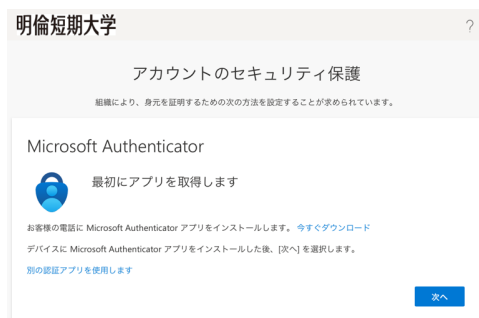 明倫短期大学
?
アカウントのセキュリティ保護
組織により、身元を証明するための次の方法を設定することが求められています。
Microsoft Authenticator
最初にアプリを取得します
お客様の電話に Microsoft Authenticator アプリをインストールします。 今すぐダウンロード
デバイスに Microsoft Authenticator アプリをインストールした後、[次へ] を選択します。
別の認証アプリを使用します
次へ